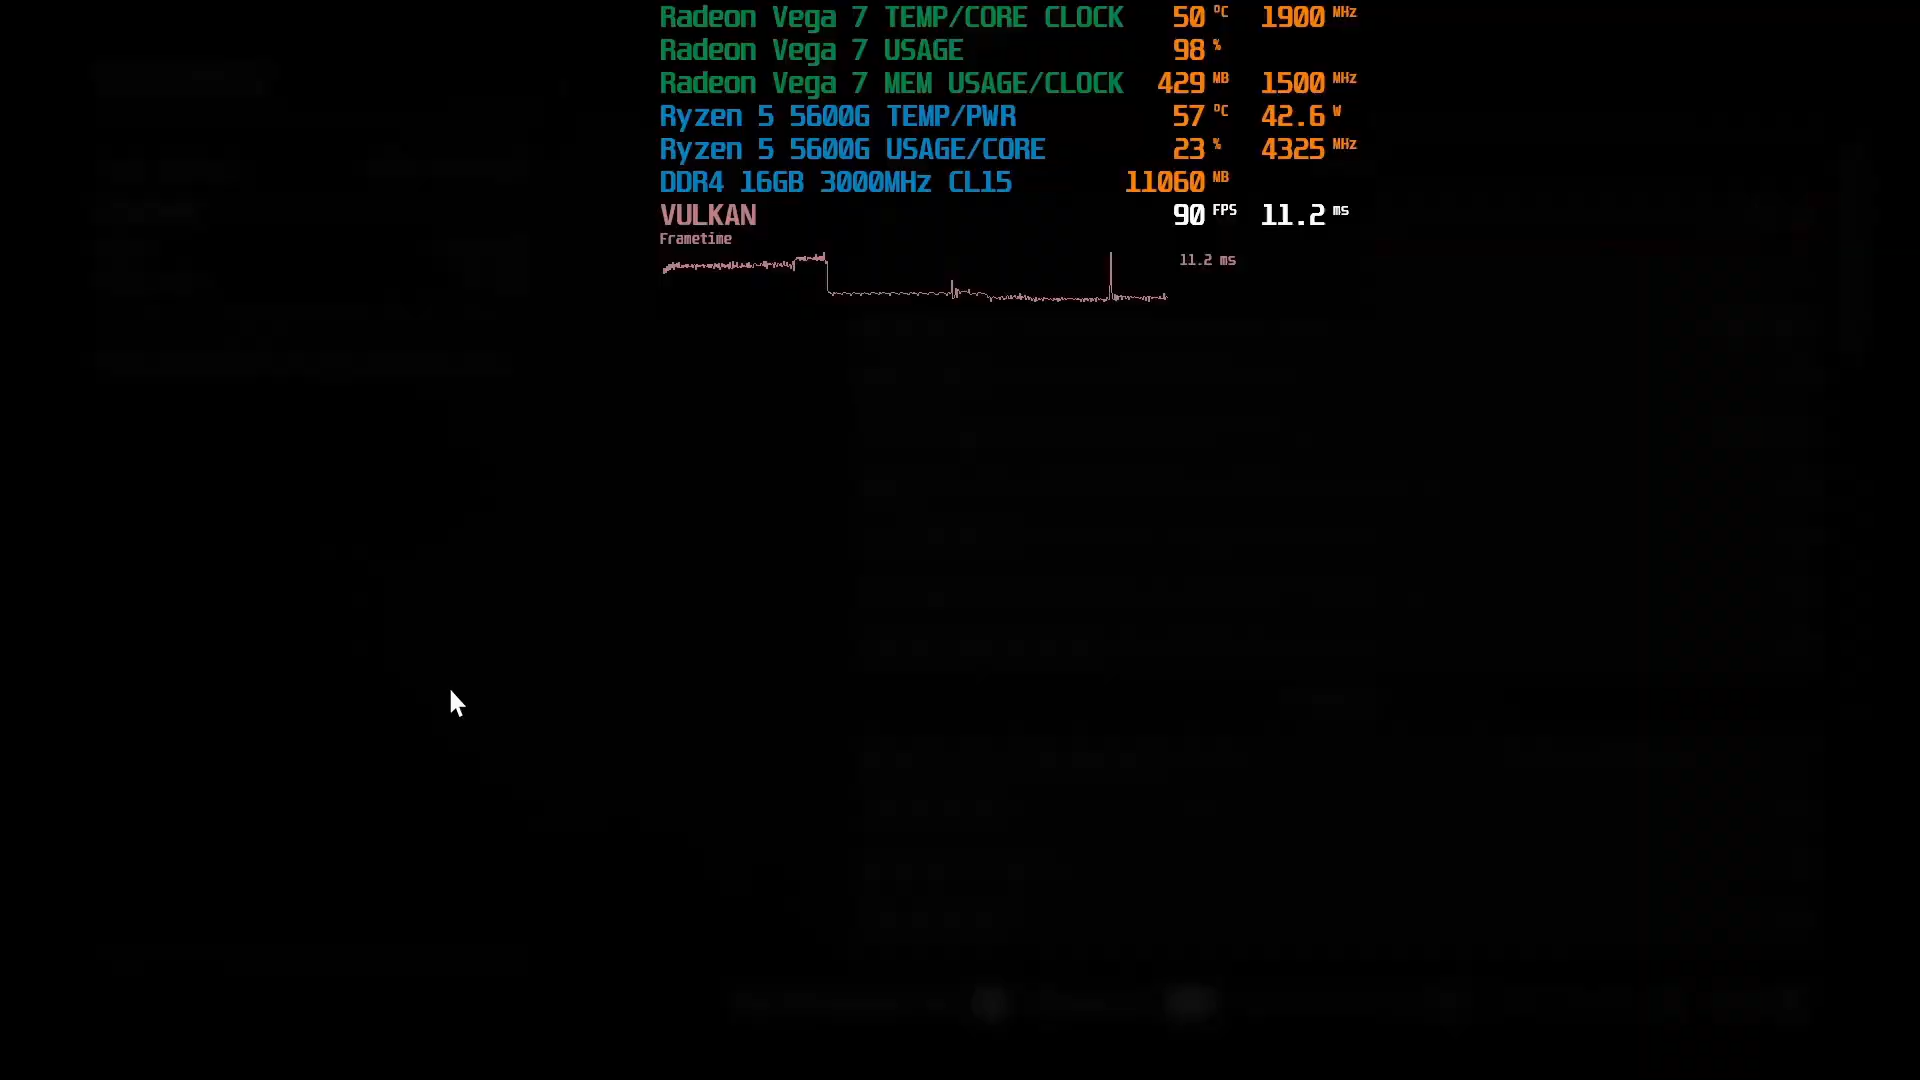 Radeon Vega 7 TEMP/CORE CLOCK 50 °C 1900 MHz
Radeon Vega 7 USAGE 98 %
Radeon Vega 7 MEM USAGE/CLOCK 429 MB 1500 MHz
Ryzen 5 5600G TEMP/PWR 57 °C 42.6 W
Ryzen 5 5600G USAGE/CORE 23 % 4325 MHz
DDR4 16GB 3000MHz CL15 11060 MB
VULKAN 90 FPS 11.2 ms
Frametime
11.2 ms